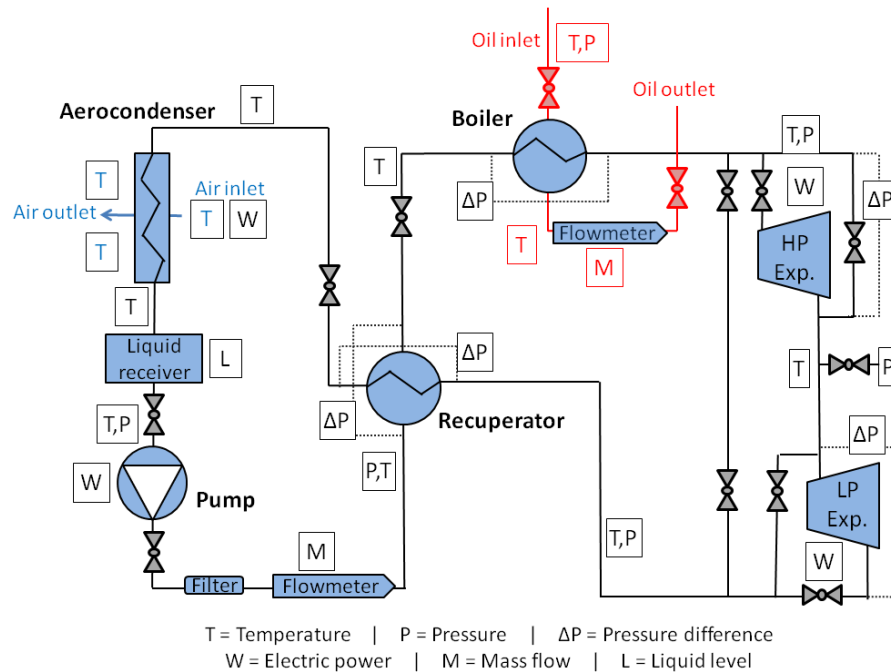 Oil inlet
T,P
Oil outlet
Aerocondenser
T
Boiler
T,P
T
T
ΔP
W
ΔP
Air inlet
Air outlet
T
W
T
T
Flowmeter
M
HP
Exp.
T
Liquid
receiver
L
ΔP
T
P
Recuperator
T,P
ΔP
ΔP
W
Pump
P,T
LP
Exp.
M
T,P
W
Filter
Flowmeter
T = Temperature | P = Pressure | ΔP = Pressure difference
W = Electric power | M = Mass flow | L = Liquid level